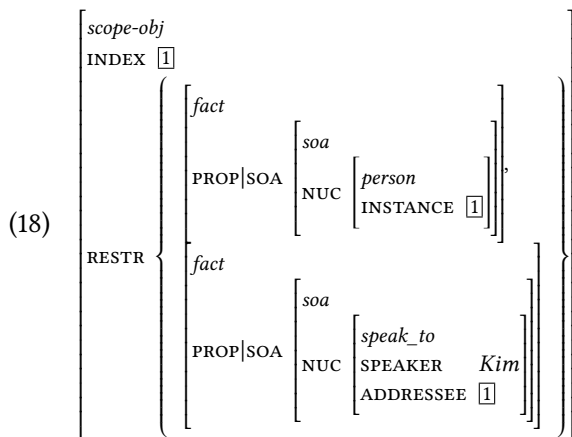 scope-obj
INDEX 1
fact
soa
PROP|SOA
NUC
person
INSTANCE 1
,
(18)
RESTR
fact
soa
PROP|SOA
NUC
speak_to
SPEAKER Kim
ADDRESSEE 1